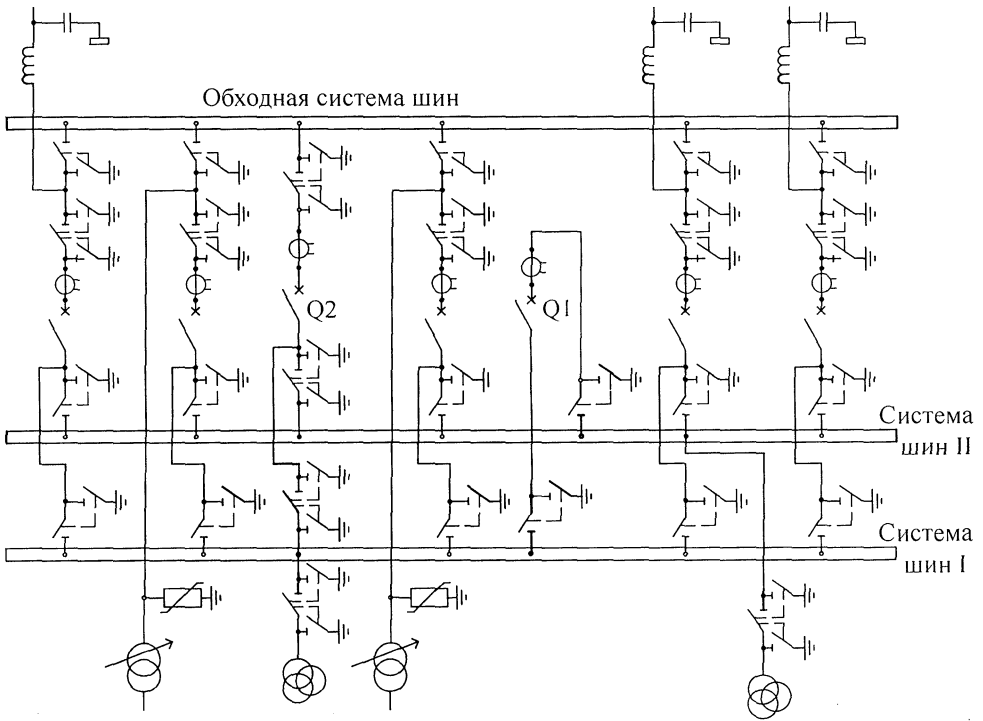 Обходная система шин
Q2
Q1
Система
шин II
Система
шин I